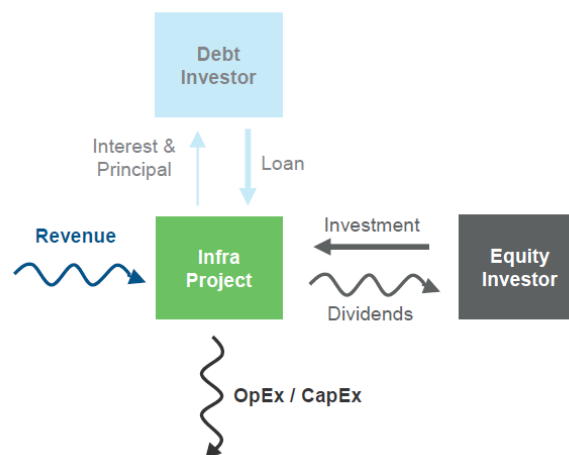 Debt
Investor
Interest &
Principal
Loan
Revenue
Infra
Project
Investment
Dividends
Equity
Investor
OpEx / CapEx